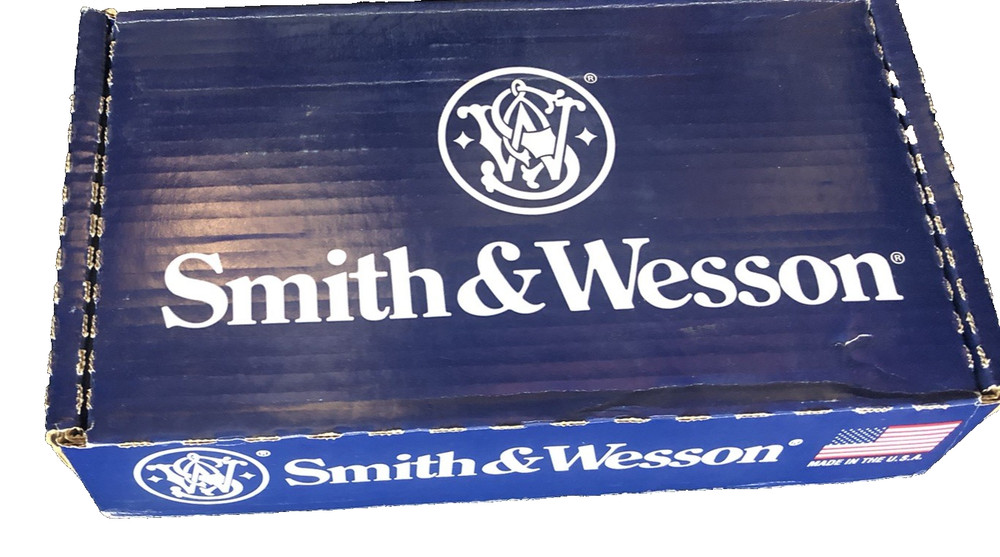 ®
Smith & Wesson®
Smith & Wesson®
®
MADE IN THE U.S.A.